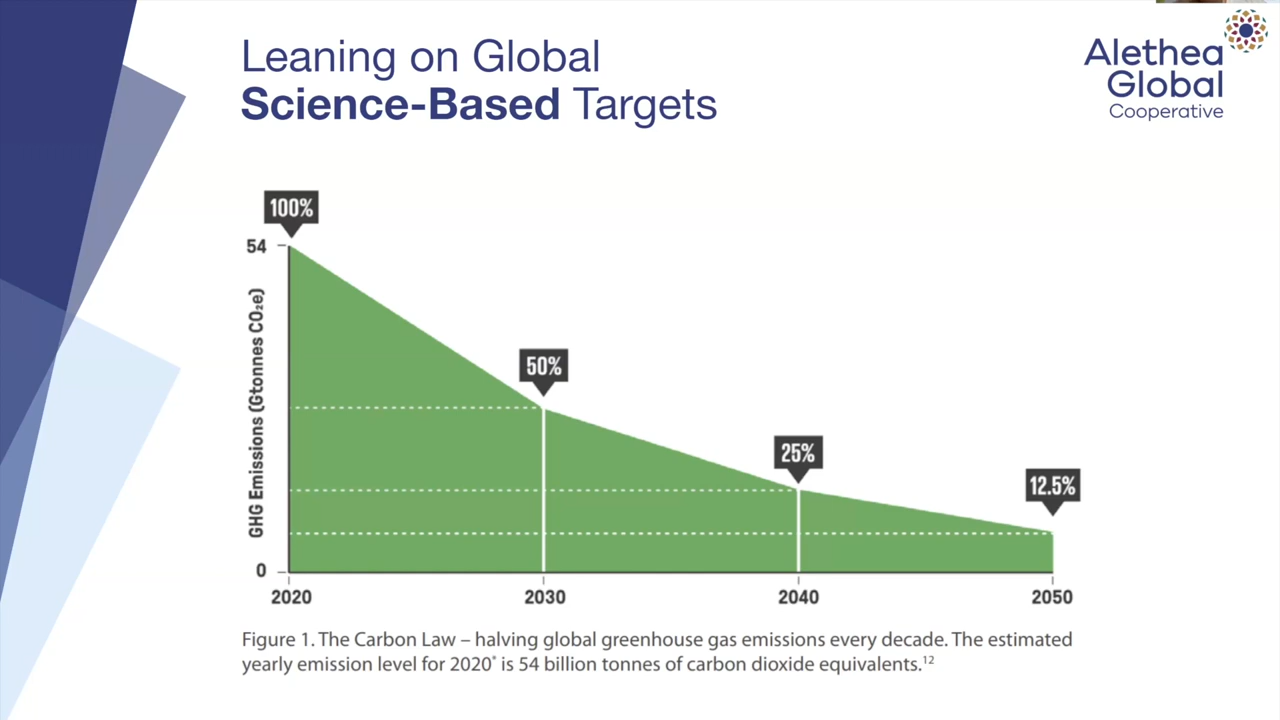 Leaning on Global
Science-Based Targets
Alethea
Global
Cooperative
100%
54
GHG Emissions (Gtonnes CO₂e)
50%
25%
12.5%
0
2020
2030
2040
2050
Figure 1. The Carbon Law – halving global greenhouse gas emissions every decade. The estimated
yearly emission level for 2020* is 54 billion tonnes of carbon dioxide equivalents.¹²